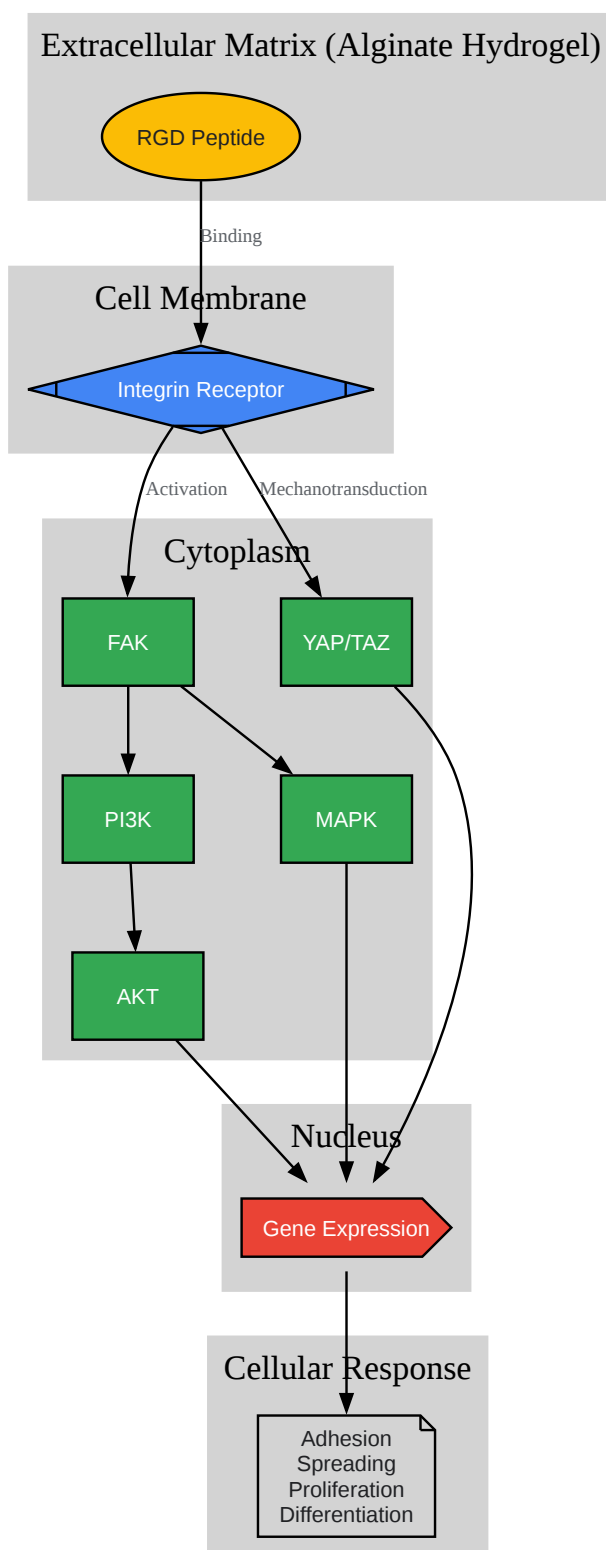 Extracellular Matrix (Alginate Hydrogel)
RGD Peptide
Binding
Cell Membrane
Integrin Receptor
Activation
Mechanotransduction
Cytoplasm
FAK
YAP/TAZ
PI3K
MAPK
AKT
Nucleus
Gene Expression
Cellular Response
Adhesion
Spreading
Proliferation
Differentiation